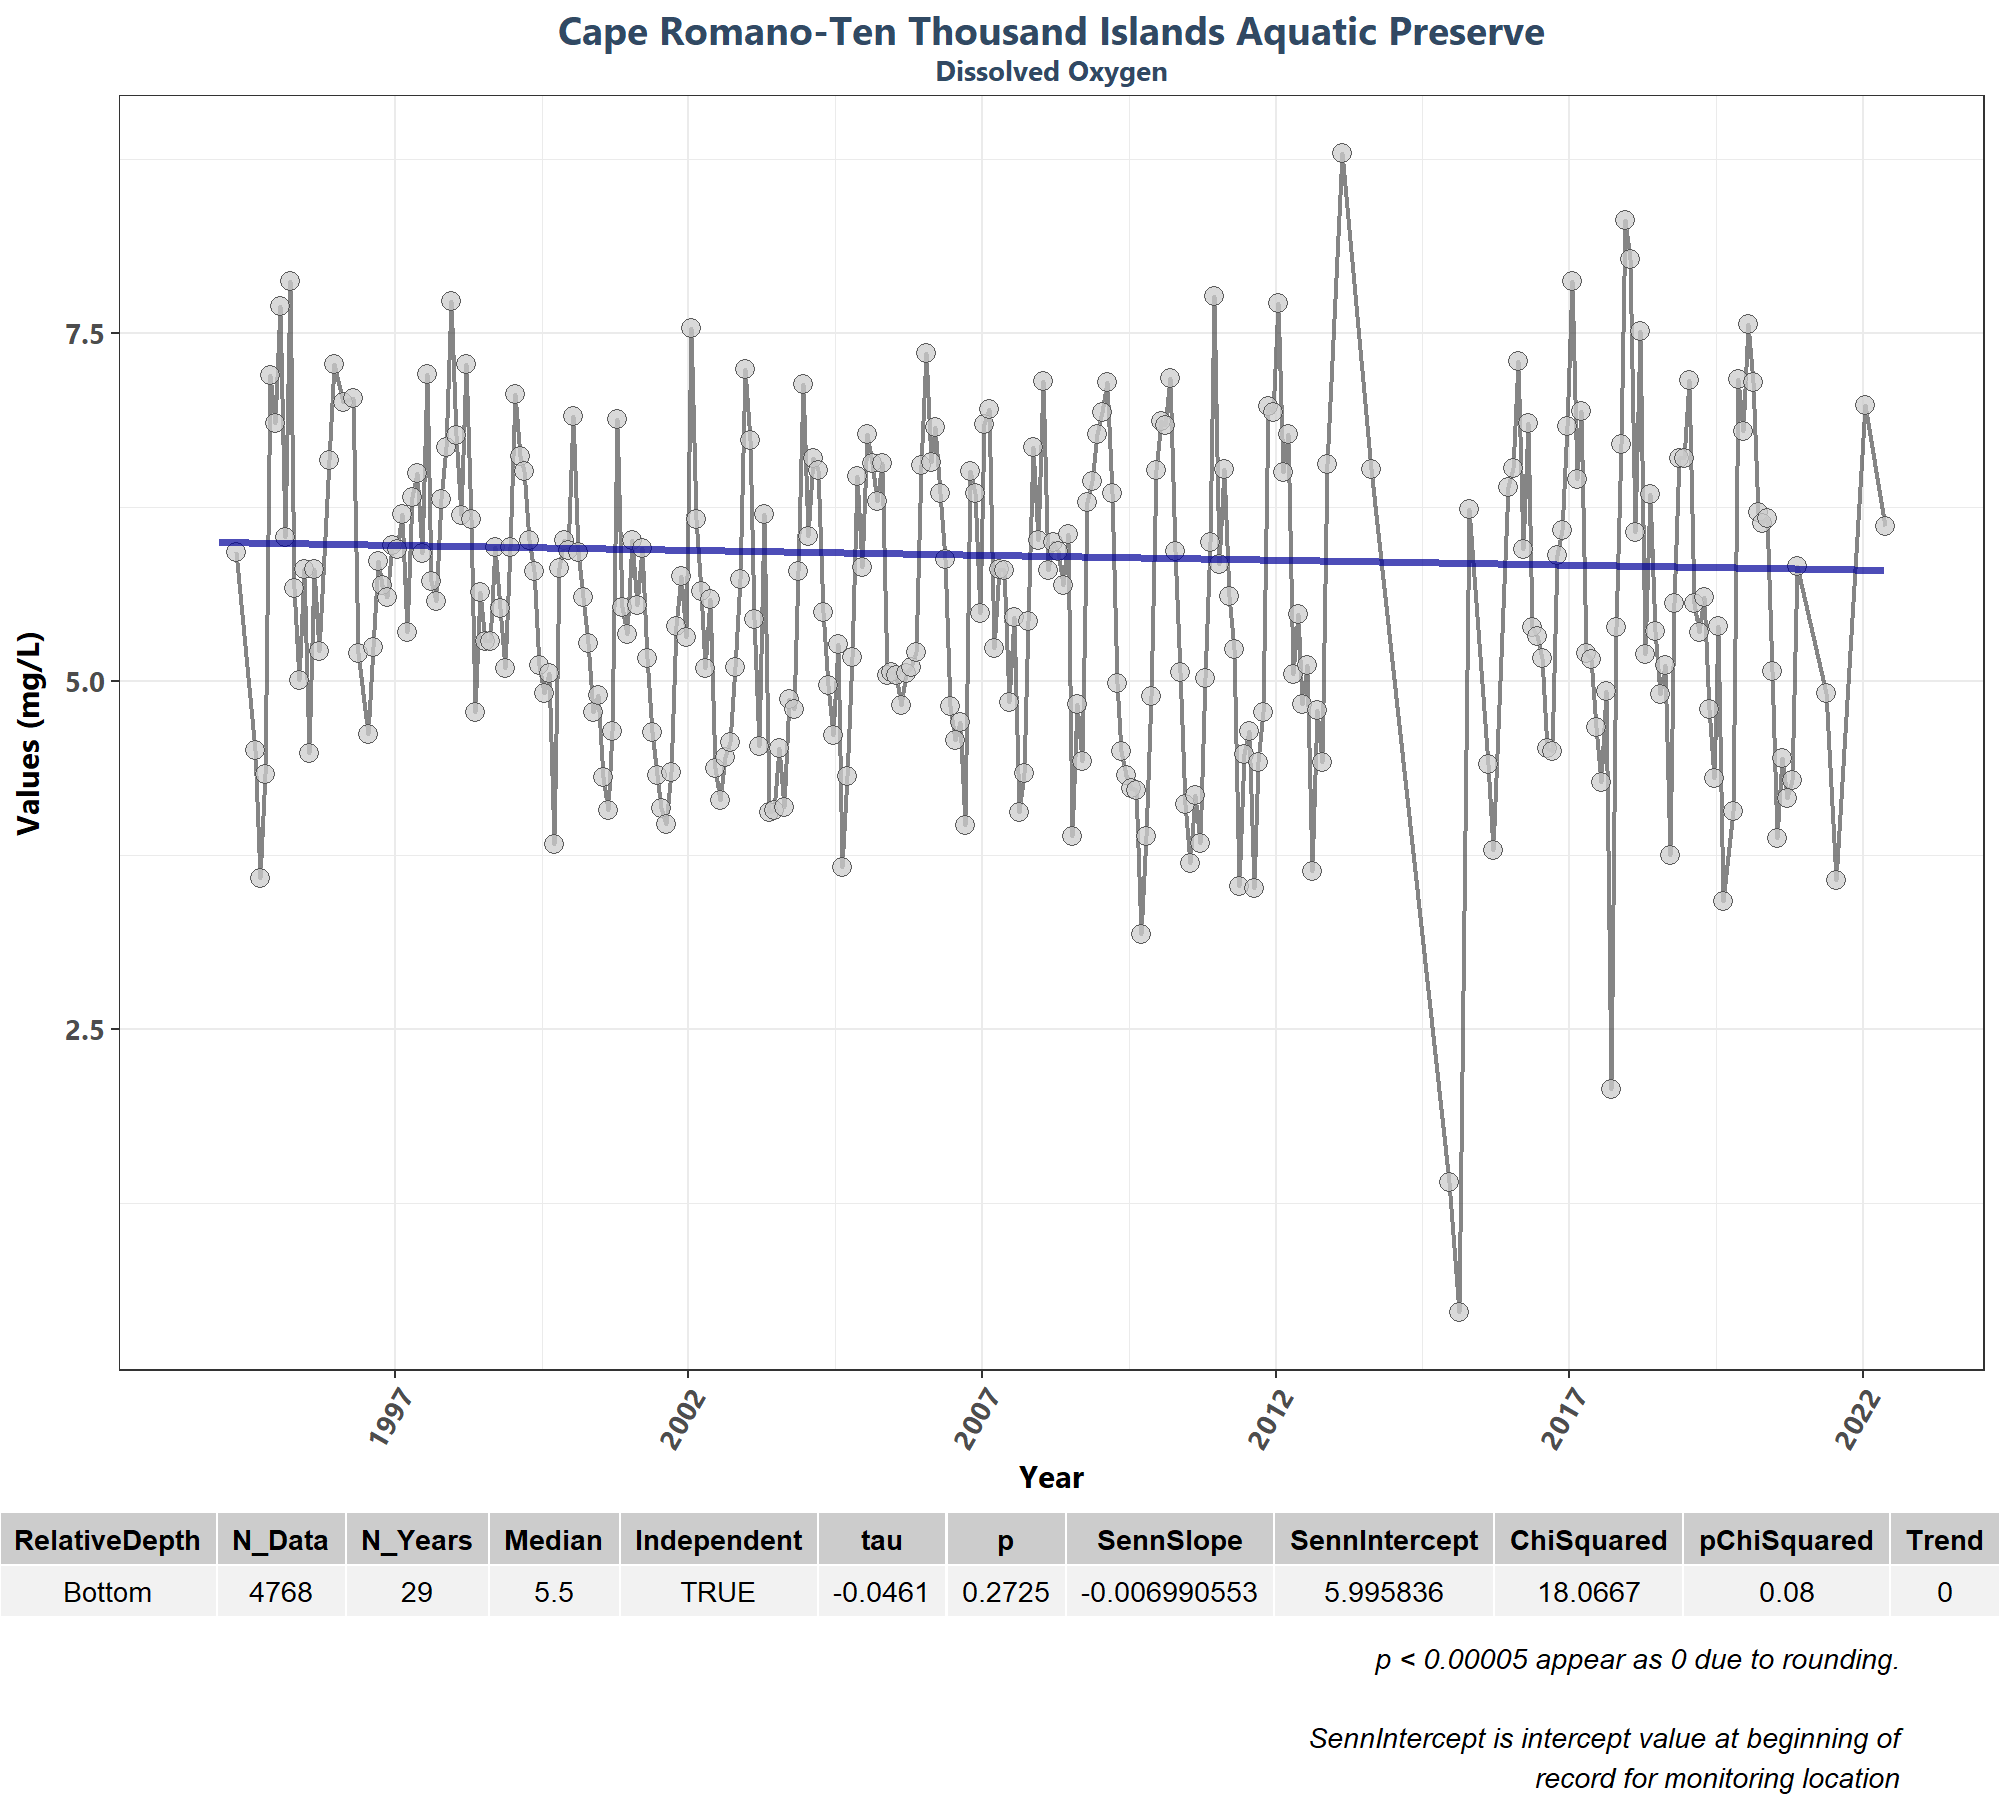 Cape Romano-Ten Thousand Islands Aquatic Preserve
Dissolved Oxygen
Values (mg/L)
7.5
5.0
2.5
1997 2002 2007 2012 2017 2022
Year
RelativeDepth N_Data N_Years Median Independent tau p SennSlope SennIntercept ChiSquared pChiSquared Trend
Bottom 4768 29 5.5 TRUE -0.0461 0.2725 -0.006990553 5.995836 18.0667 0.08 0
p < 0.00005 appear as 0 due to rounding.
SennIntercept is intercept value at beginning of
record for monitoring location